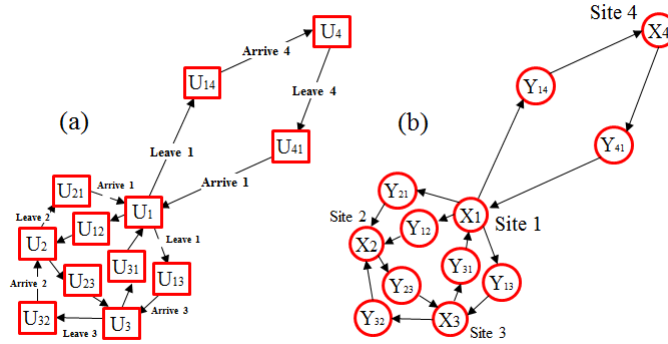 Site 4
U4
X4
Arrive 4
U14
Y14
Leave 4
(a)
(b)
U41
Y41
Leave 1
Arrive 1
U21
Arrive 1
Y21
U1
X1
Site 1
Leave 2
U12
Site 2
Y12
Leave 1
U2
X2
U31
Y31
U23
U13
Y23
Y13
Arrive 2
Arrive 3
U32
U3
Y32
X3
Leave 3
Site 3